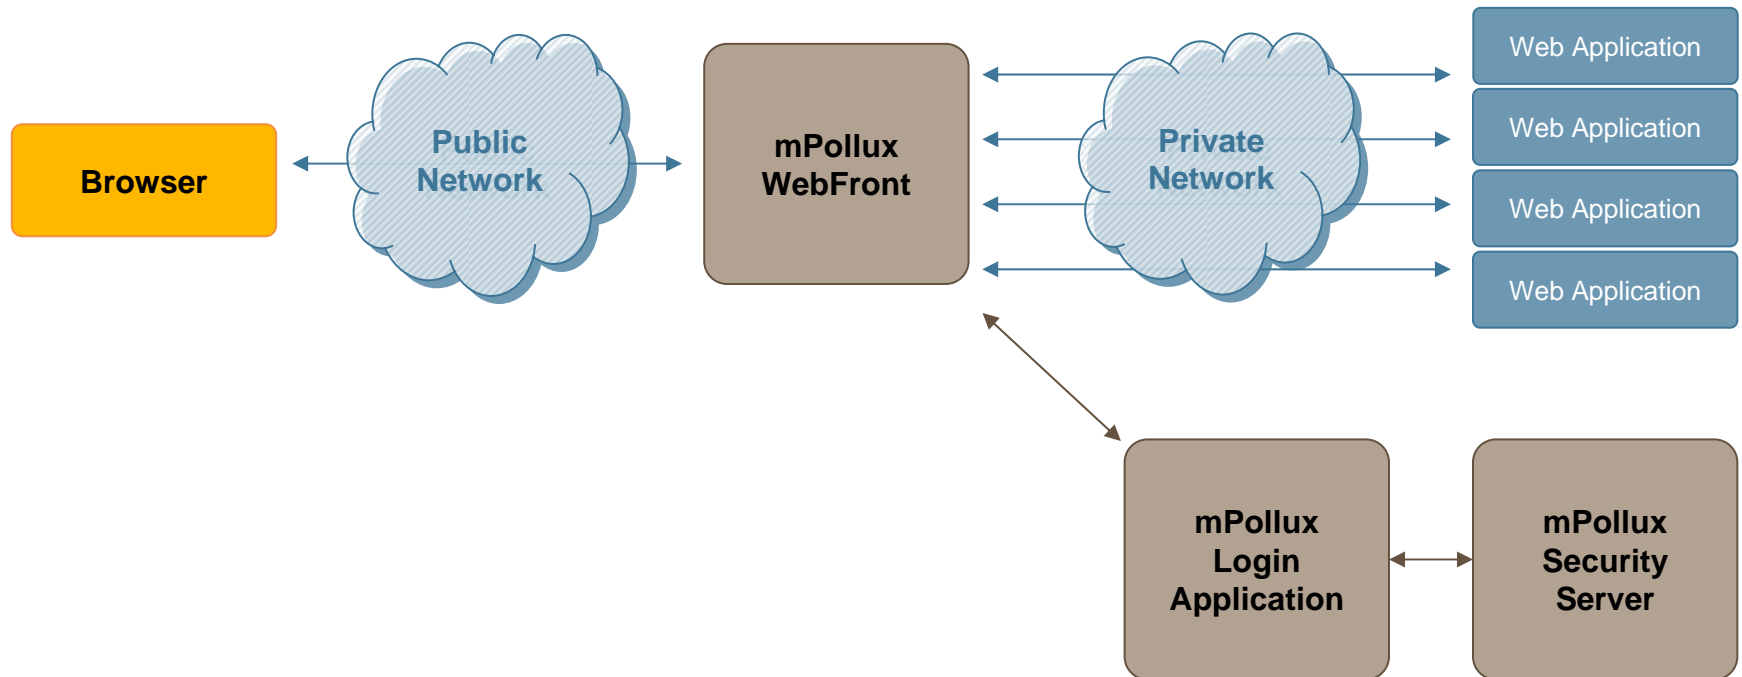 Browser
Public
Network
mPollux
WebFront
Private
Network
Web Application
Web Application
Web Application
Web Application
mPollux
Login
Application
mPollux
Security
Server